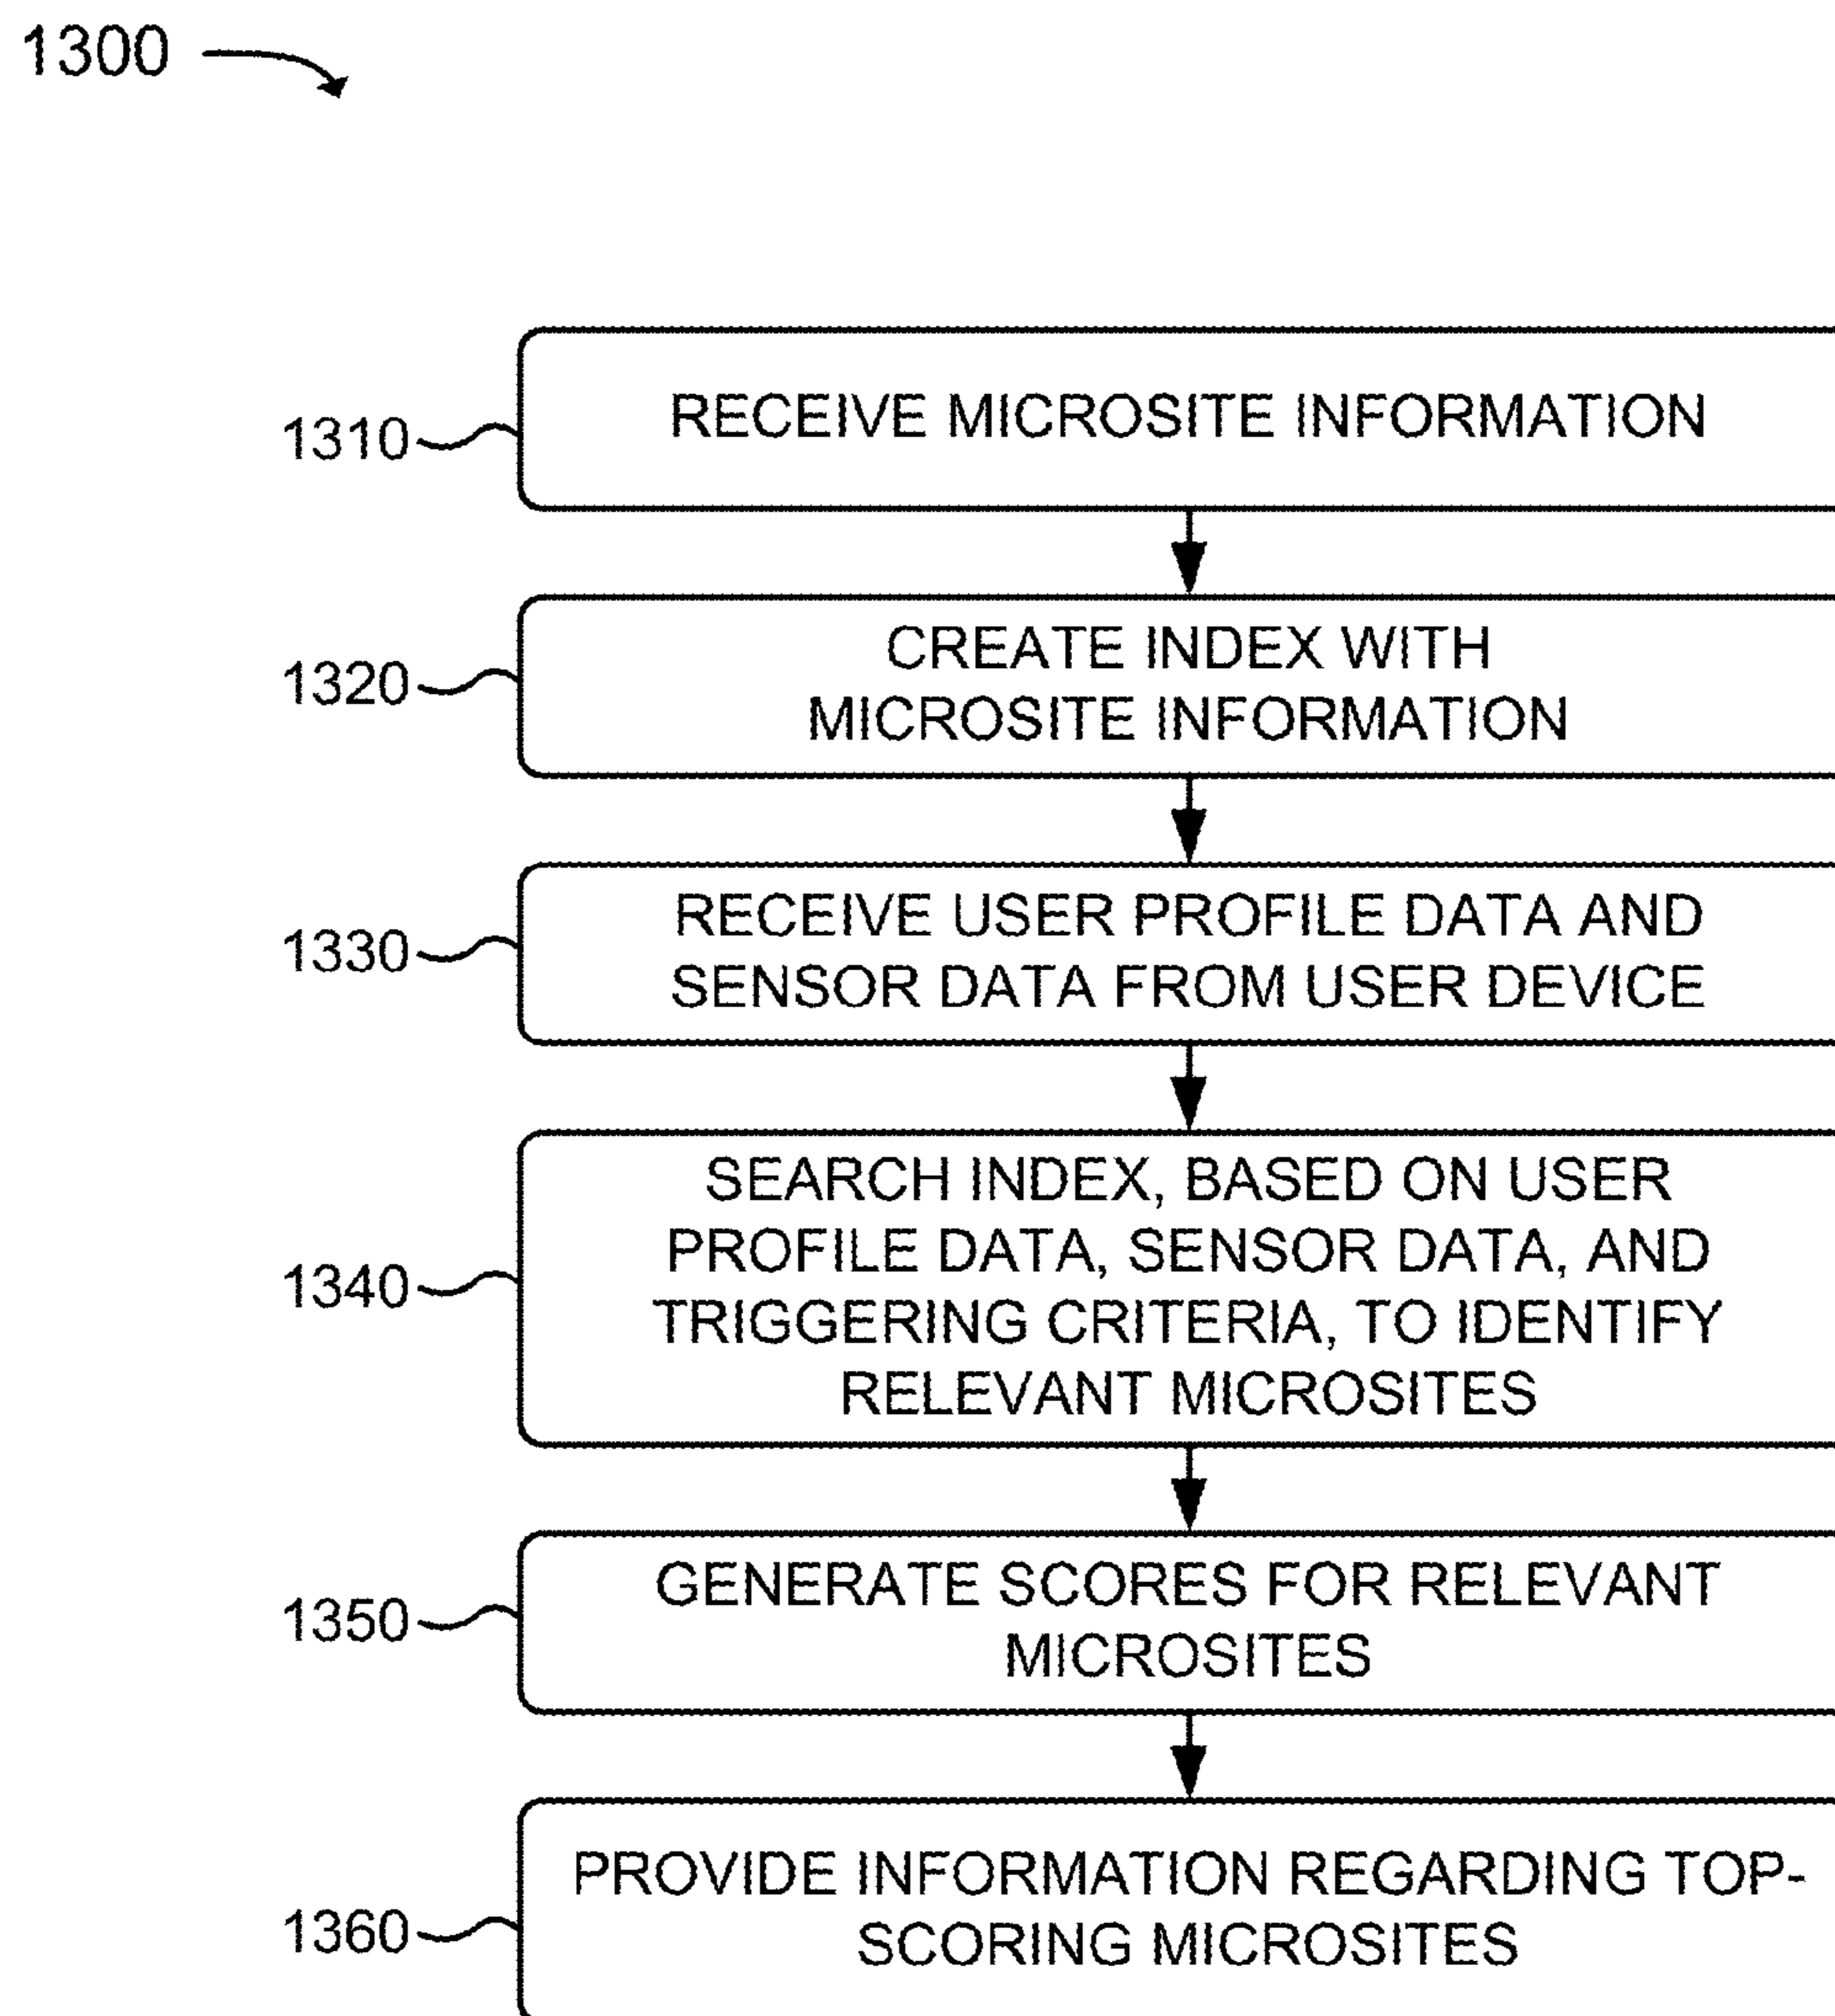 1300
1310
RECEIVE MICROSITE INFORMATION
1320
CREATE INDEX WITH
MICROSITE INFORMATION
1330
RECEIVE USER PROFILE DATA AND
SENSOR DATA FROM USER DEVICE
1340
SEARCH INDEX, BASED ON USER
PROFILE DATA, SENSOR DATA, AND
TRIGGERING CRITERIA, TO IDENTIFY
RELEVANT MICROSITES
1350
GENERATE SCORES FOR RELEVANT
MICROSITES
1360
PROVIDE INFORMATION REGARDING TOP-
SCORING MICROSITES